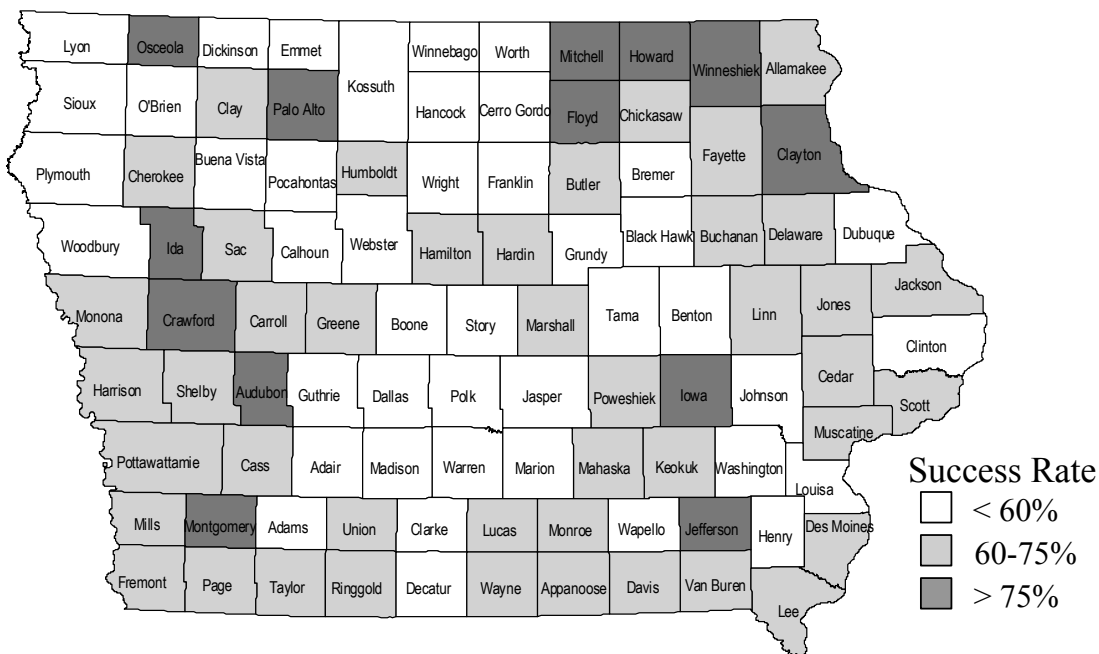 Lyon Osceola Dickinson Emmet Winnebago Worth Mitchell Howard Winneshiek Allamakee
Kossuth
Sioux O'Brien Clay Palo Alto Hancock Cerro Gordo Floyd Chickasaw
Plymouth Cherokee Buena Vista Pocahontas Humboldt Wright Franklin Butler Bremer Fayette Clayton
Woodbury Ida Sac Calhoun Webster Hamilton Hardin Grundy Black Hawk Buchanan Delaware Dubuque
Monona Crawford Carroll Greene Boone Story Marshall Tama Benton Linn Jones Jackson
Clinton
Harrison Shelby Audubon Guthrie Dallas Polk Jasper Poweshiek Iowa Johnson Cedar Scott
Muscatine
Pottawattamie Cass Adair Madison Warren Marion Mahaska Keokuk Washington Louisa
Mills Montgomery Adams Union Clarke Lucas Monroe Wapello Jefferson Henry Des Moines
Fremont Page Taylor Ringgold Decatur Wayne Appanoose Davis Van Buren Lee
Success Rate
< 60%
60-75%
> 75%